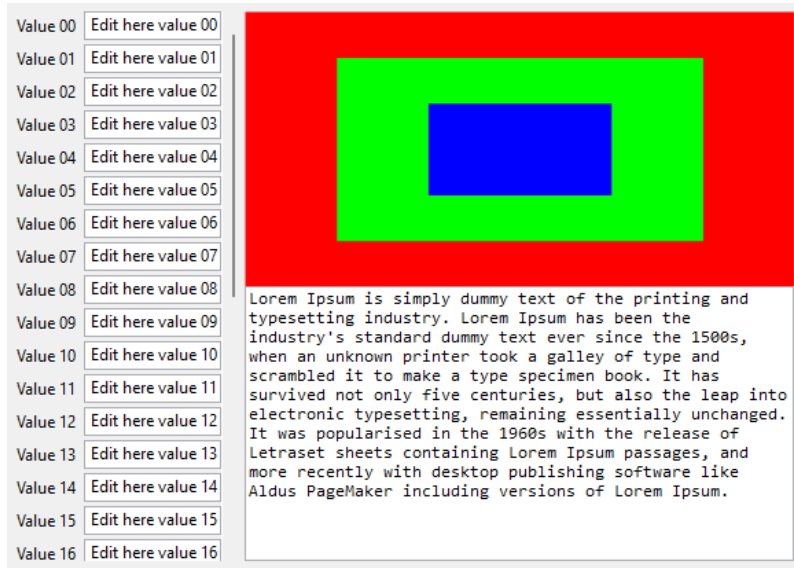 Value 00 Edit here value 00
Value 01 Edit here value 01
Value 02 Edit here value 02
Value 03 Edit here value 03
Value 04 Edit here value 04
Value 05 Edit here value 05
Value 06 Edit here value 06
Value 07 Edit here value 07
Value 08 Edit here value 08
Value 09 Edit here value 09
Value 10 Edit here value 10
Value 11 Edit here value 11
Value 12 Edit here value 12
Value 13 Edit here value 13
Value 14 Edit here value 14
Value 15 Edit here value 15
Value 16 Edit here value 16
Lorem Ipsum is simply dummy text of the printing and
typesetting industry. Lorem Ipsum has been the
industry's standard dummy text ever since the 1500s,
when an unknown printer took a galley of type and
scrambled it to make a type specimen book. It has
survived not only five centuries, but also the leap into
electronic typesetting, remaining essentially unchanged.
It was popularised in the 1960s with the release of
Letraset sheets containing Lorem Ipsum passages, and
more recently with desktop publishing software like
Aldus PageMaker including versions of Lorem Ipsum.